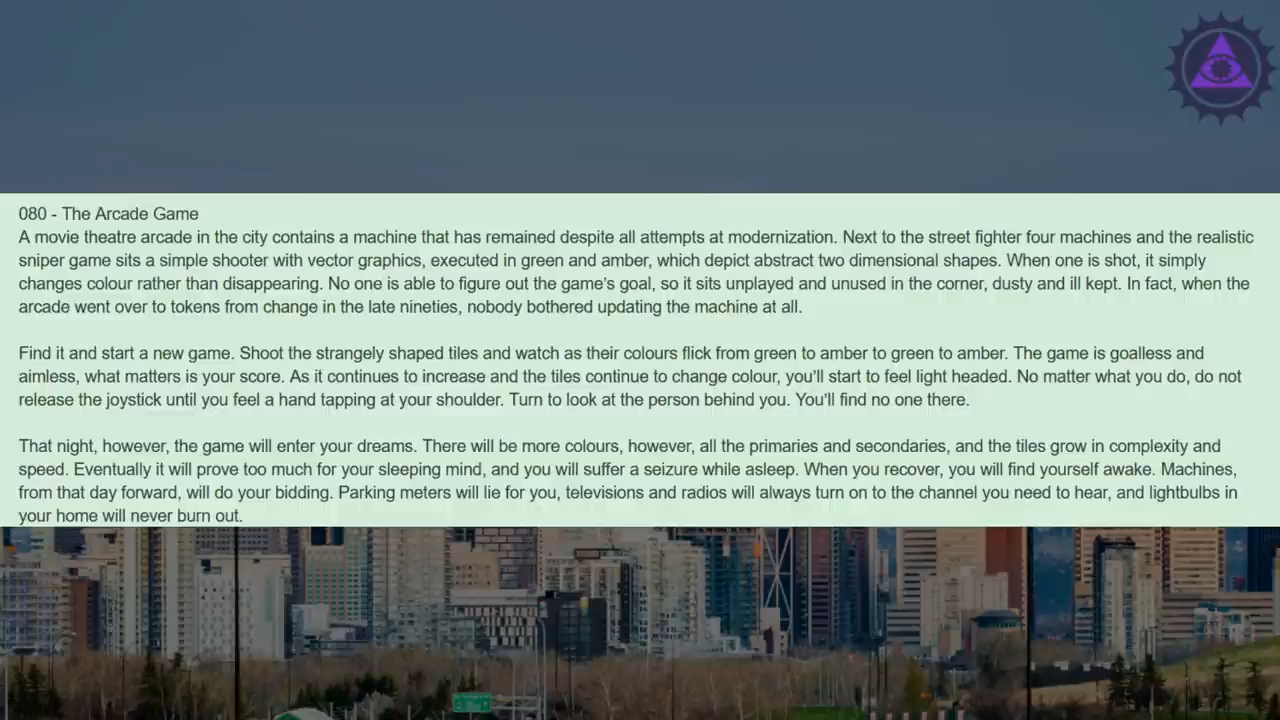 080 - The Arcade Game
A movie theatre arcade in the city contains a machine that has remained despite all attempts at modernization. Next to the street fighter four machines and the realistic
sniper game sits a simple shooter with vector graphics, executed in green and amber, which depict abstract two dimensional shapes. When one is shot, it simply
changes colour rather than disappearing. No one is able to figure out the game's goal, so it sits unplayed and unused in the corner, dusty and ill kept. In fact, when the
arcade went over to tokens from change in the late nineties, nobody bothered updating the machine at all.
Find it and start a new game. Shoot the strangely shaped tiles and watch as their colours flick from green to amber to green to amber. The game is goalless and
aimless, what matters is your score. As it continues to increase and the tiles continue to change colour, you'll start to feel light headed. No matter what you do, do not
release the joystick until you feel a hand tapping at your shoulder. Turn to look at the person behind you. You'll find no one there.
That night, however, the game will enter your dreams. There will be more colours, however, all the primaries and secondaries, and the tiles grow in complexity and
speed. Eventually it will prove too much for your sleeping mind, and you will suffer a seizure while asleep. When you recover, you will find yourself awake. Machines,
from that day forward, will do your bidding. Parking meters will lie for you, televisions and radios will always turn on to the channel you need to hear, and lightbulbs in
your home will never burn out.